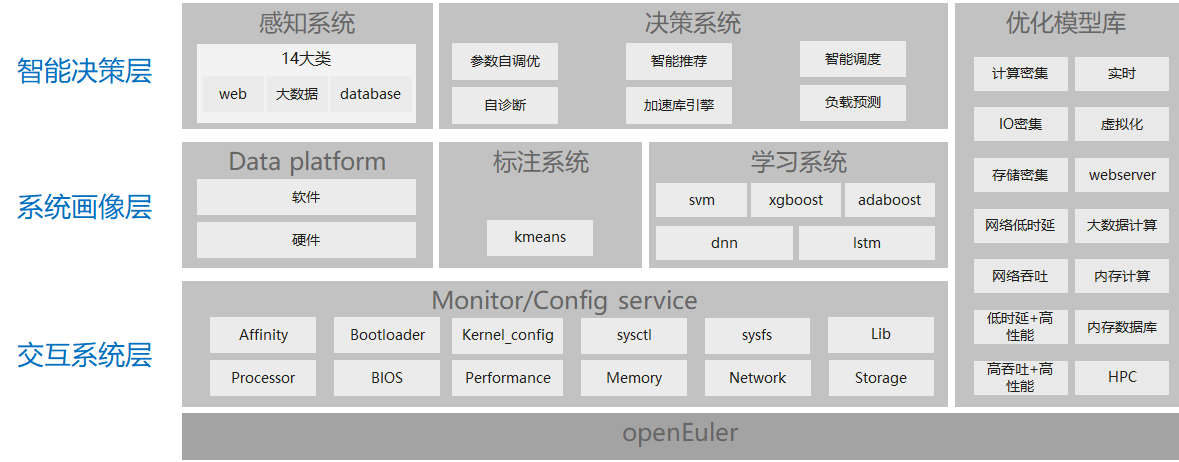 智能决策层
感知系统
14大类
web
大数据
database
决策系统
参数自调优
智能推荐
智能调度
自诊断
加速库引擎
负载预测
优化模型库
计算密集
实时
IO密集
虚拟化
存储密集
webserver
网络低时延
大数据计算
网络吞吐
内存计算
低时延+高
性能
内存数据库
高吞吐+高
性能
HPC
系统画像层
Data platform
软件
硬件
标注系统
kmeans
学习系统
svm
xgboost
adaboost
dnn
lstm
交互系统层
Monitor/Config service
Affinity
Bootloader
Kernel_config
sysctl
sysfs
Lib
Processor
BIOS
Performance
Memory
Network
Storage
openEuler